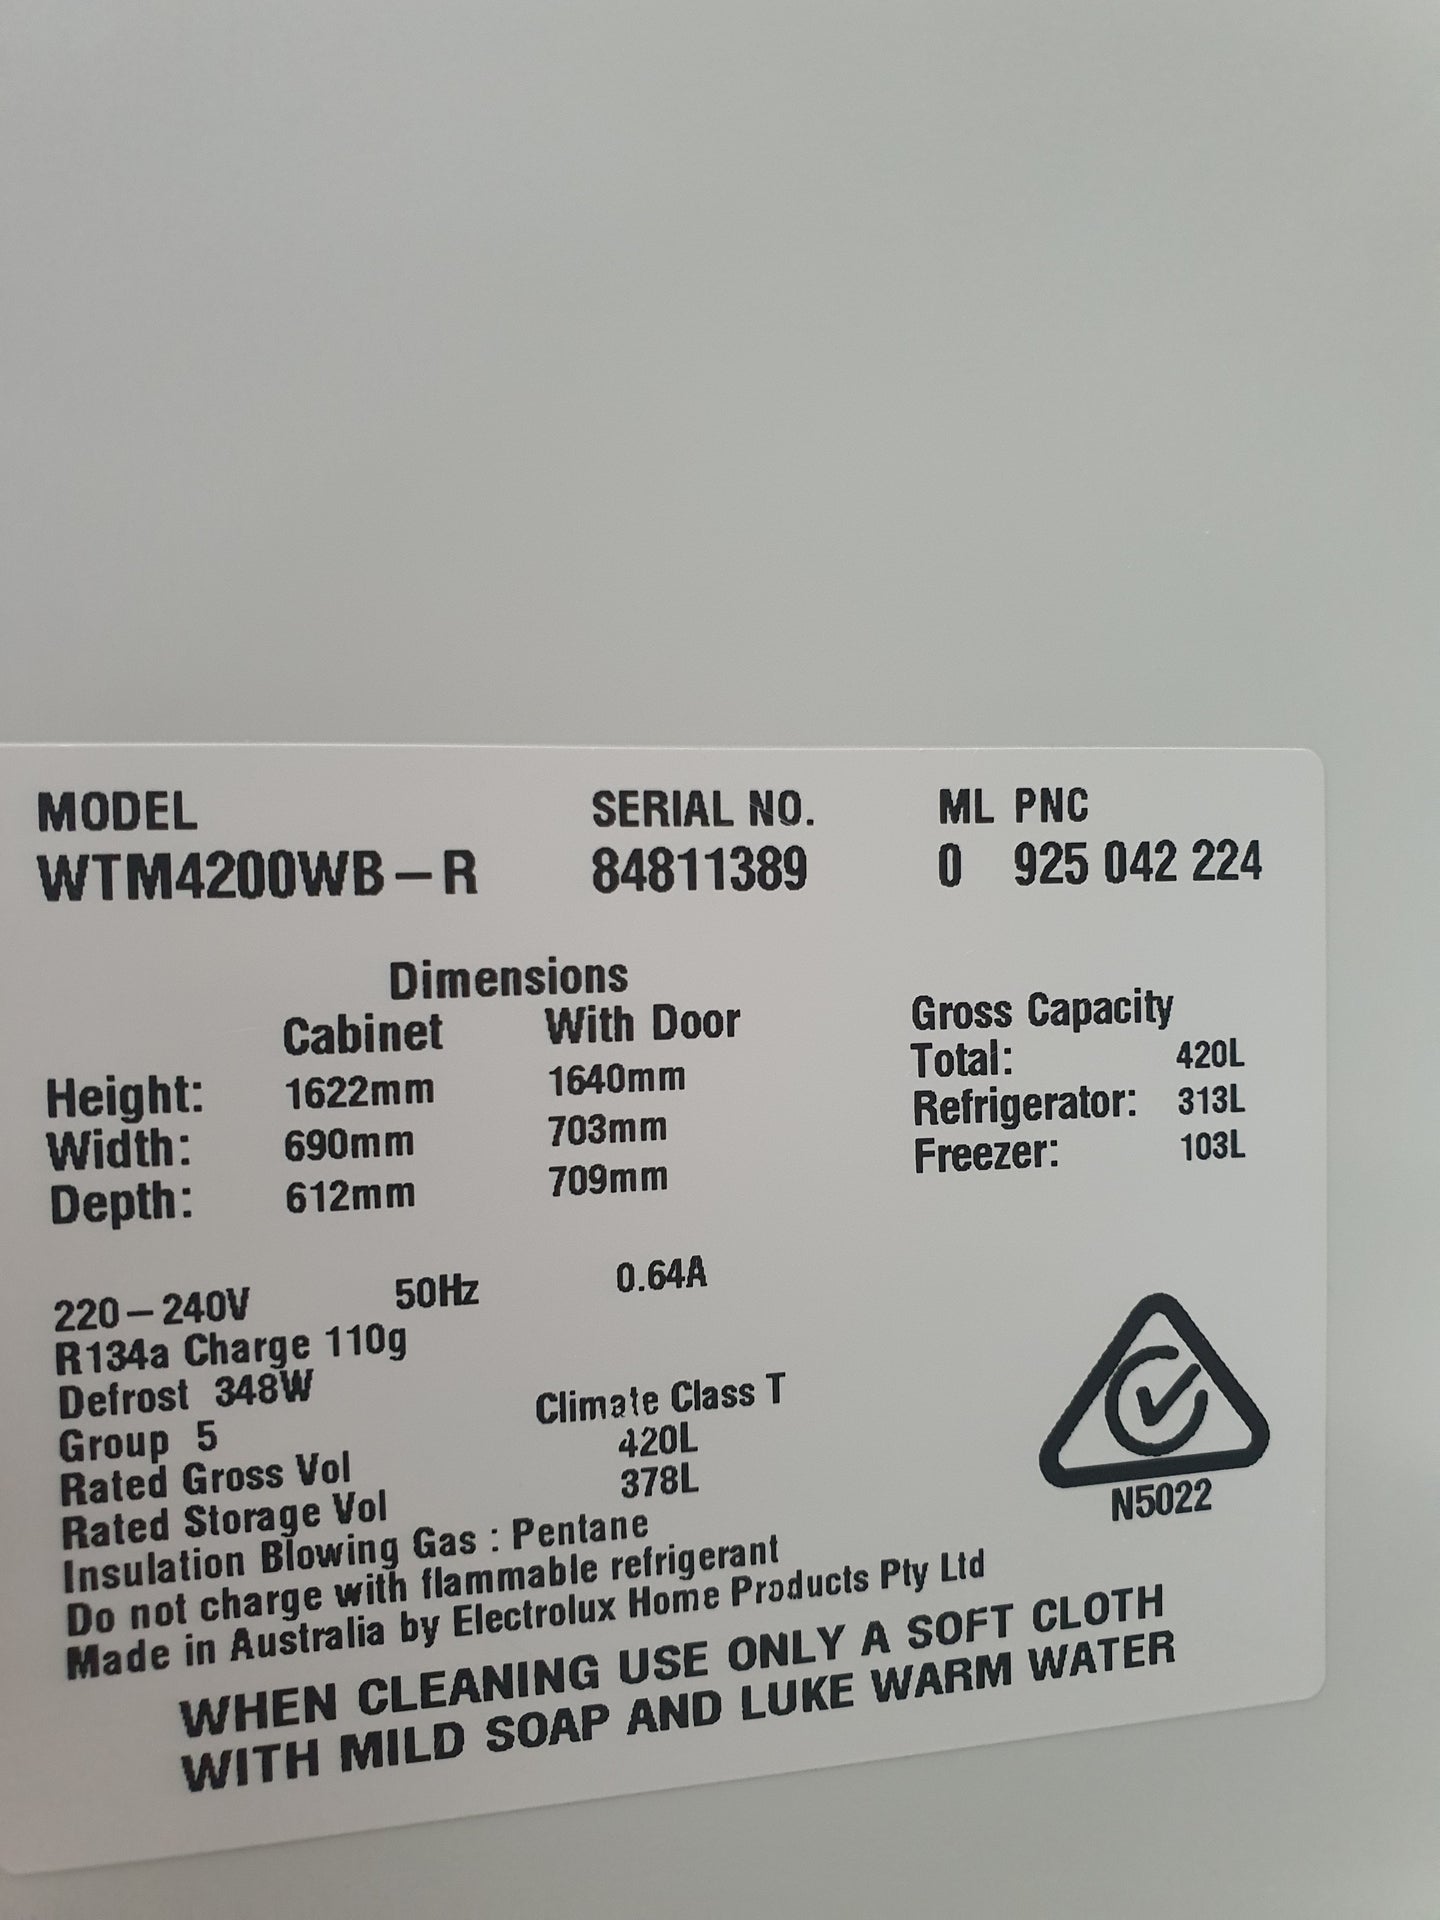 MODEL SERIAL NO. ML PNC
WTM4200WB-R 84811389 0 925 042 224
Dimensions
Cabinet With Door
Height: 1622mm 1640mm
Width: 690mm 703mm
Depth: 612mm 709mm
Gross Capacity
Total: 420L
Refrigerator: 313L
Freezer: 103L
220-240V 50Hz 0.64A
R134a Charge 110g
Defrost 348W
Group 5 Climate Class T
Rated Gross Vol 420L
Rated Storage Vol 378L
Insulation Blowing Gas : Pentane
Do not charge with flammable refrigerant
Made in Australia by Electrolux Home Products Pty Ltd
N5022
WHEN CLEANING USE ONLY A SOFT CLOTH
WITH MILD SOAP AND LUKE WARM WATER